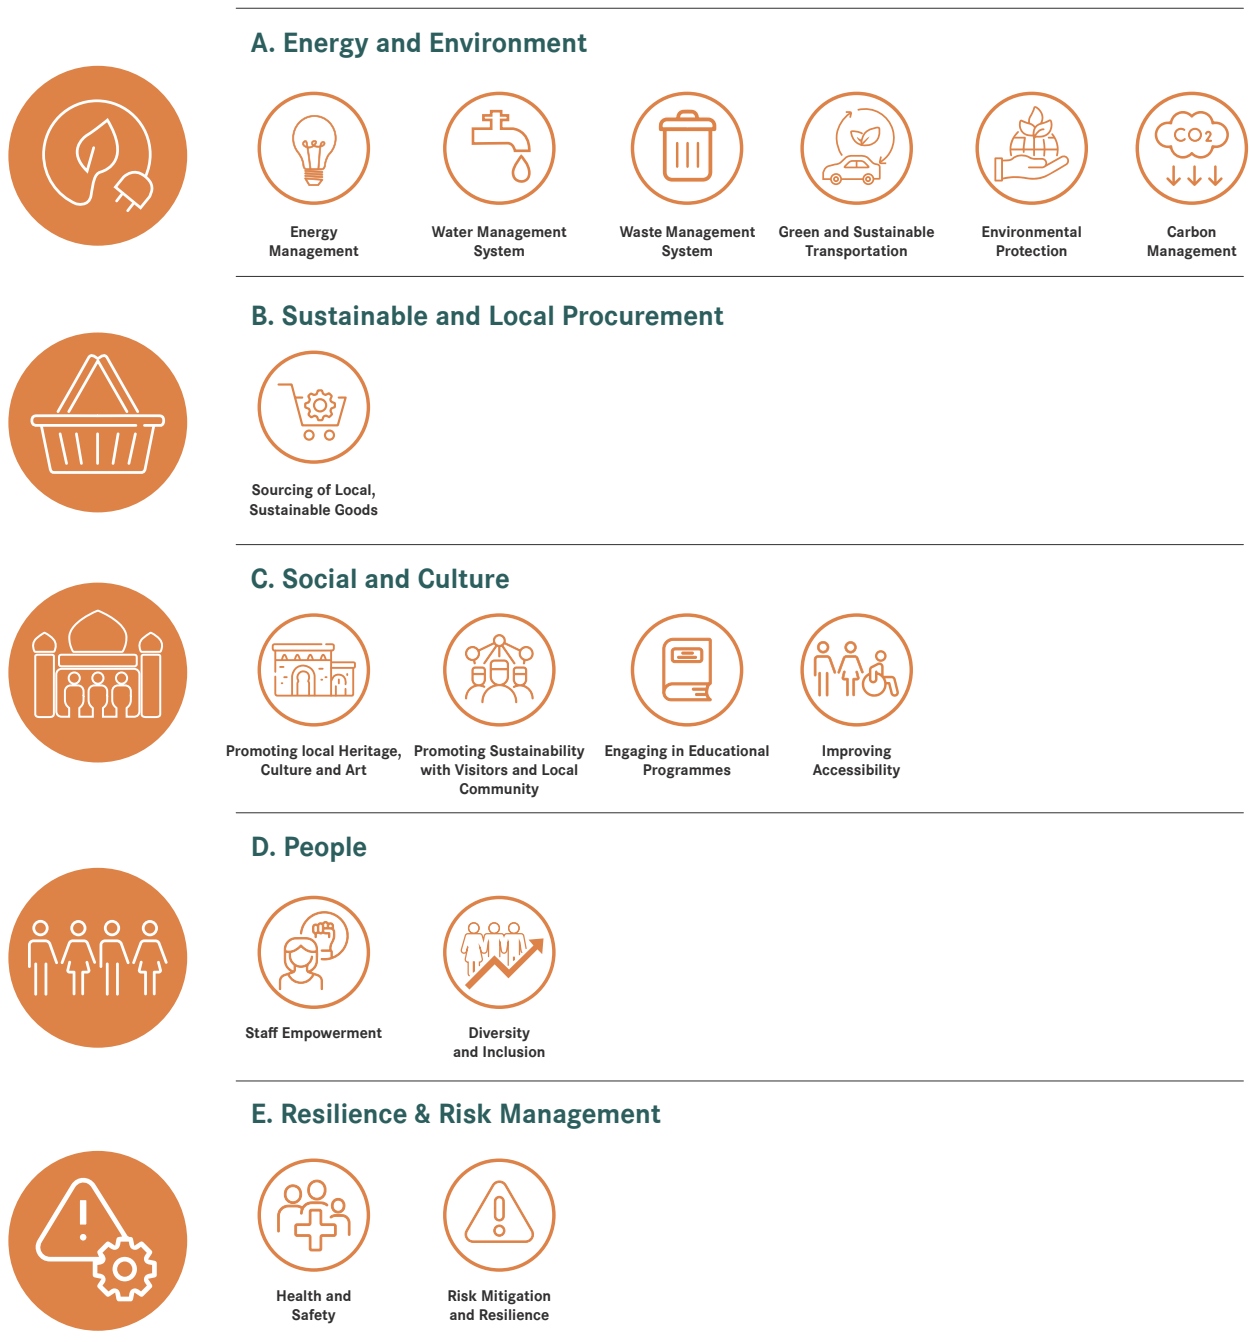 A. Energy and Environment
CO2
Energy
Management
Water Management
System
Waste Management
System
Green and Sustainable
Transportation
Environmental
Protection
Carbon
Management
B. Sustainable and Local Procurement
Sourcing of Local,
Sustainable Goods
C. Social and Culture
Promoting local Heritage,
Culture and Art
Promoting Sustainability
with Visitors and Local
Community
Engaging in Educational
Programmes
Improving
Accessibility
D. People
Staff Empowerment
Diversity
and Inclusion
E. Resilience & Risk Management
Health and
Safety
Risk Mitigation
and Resilience